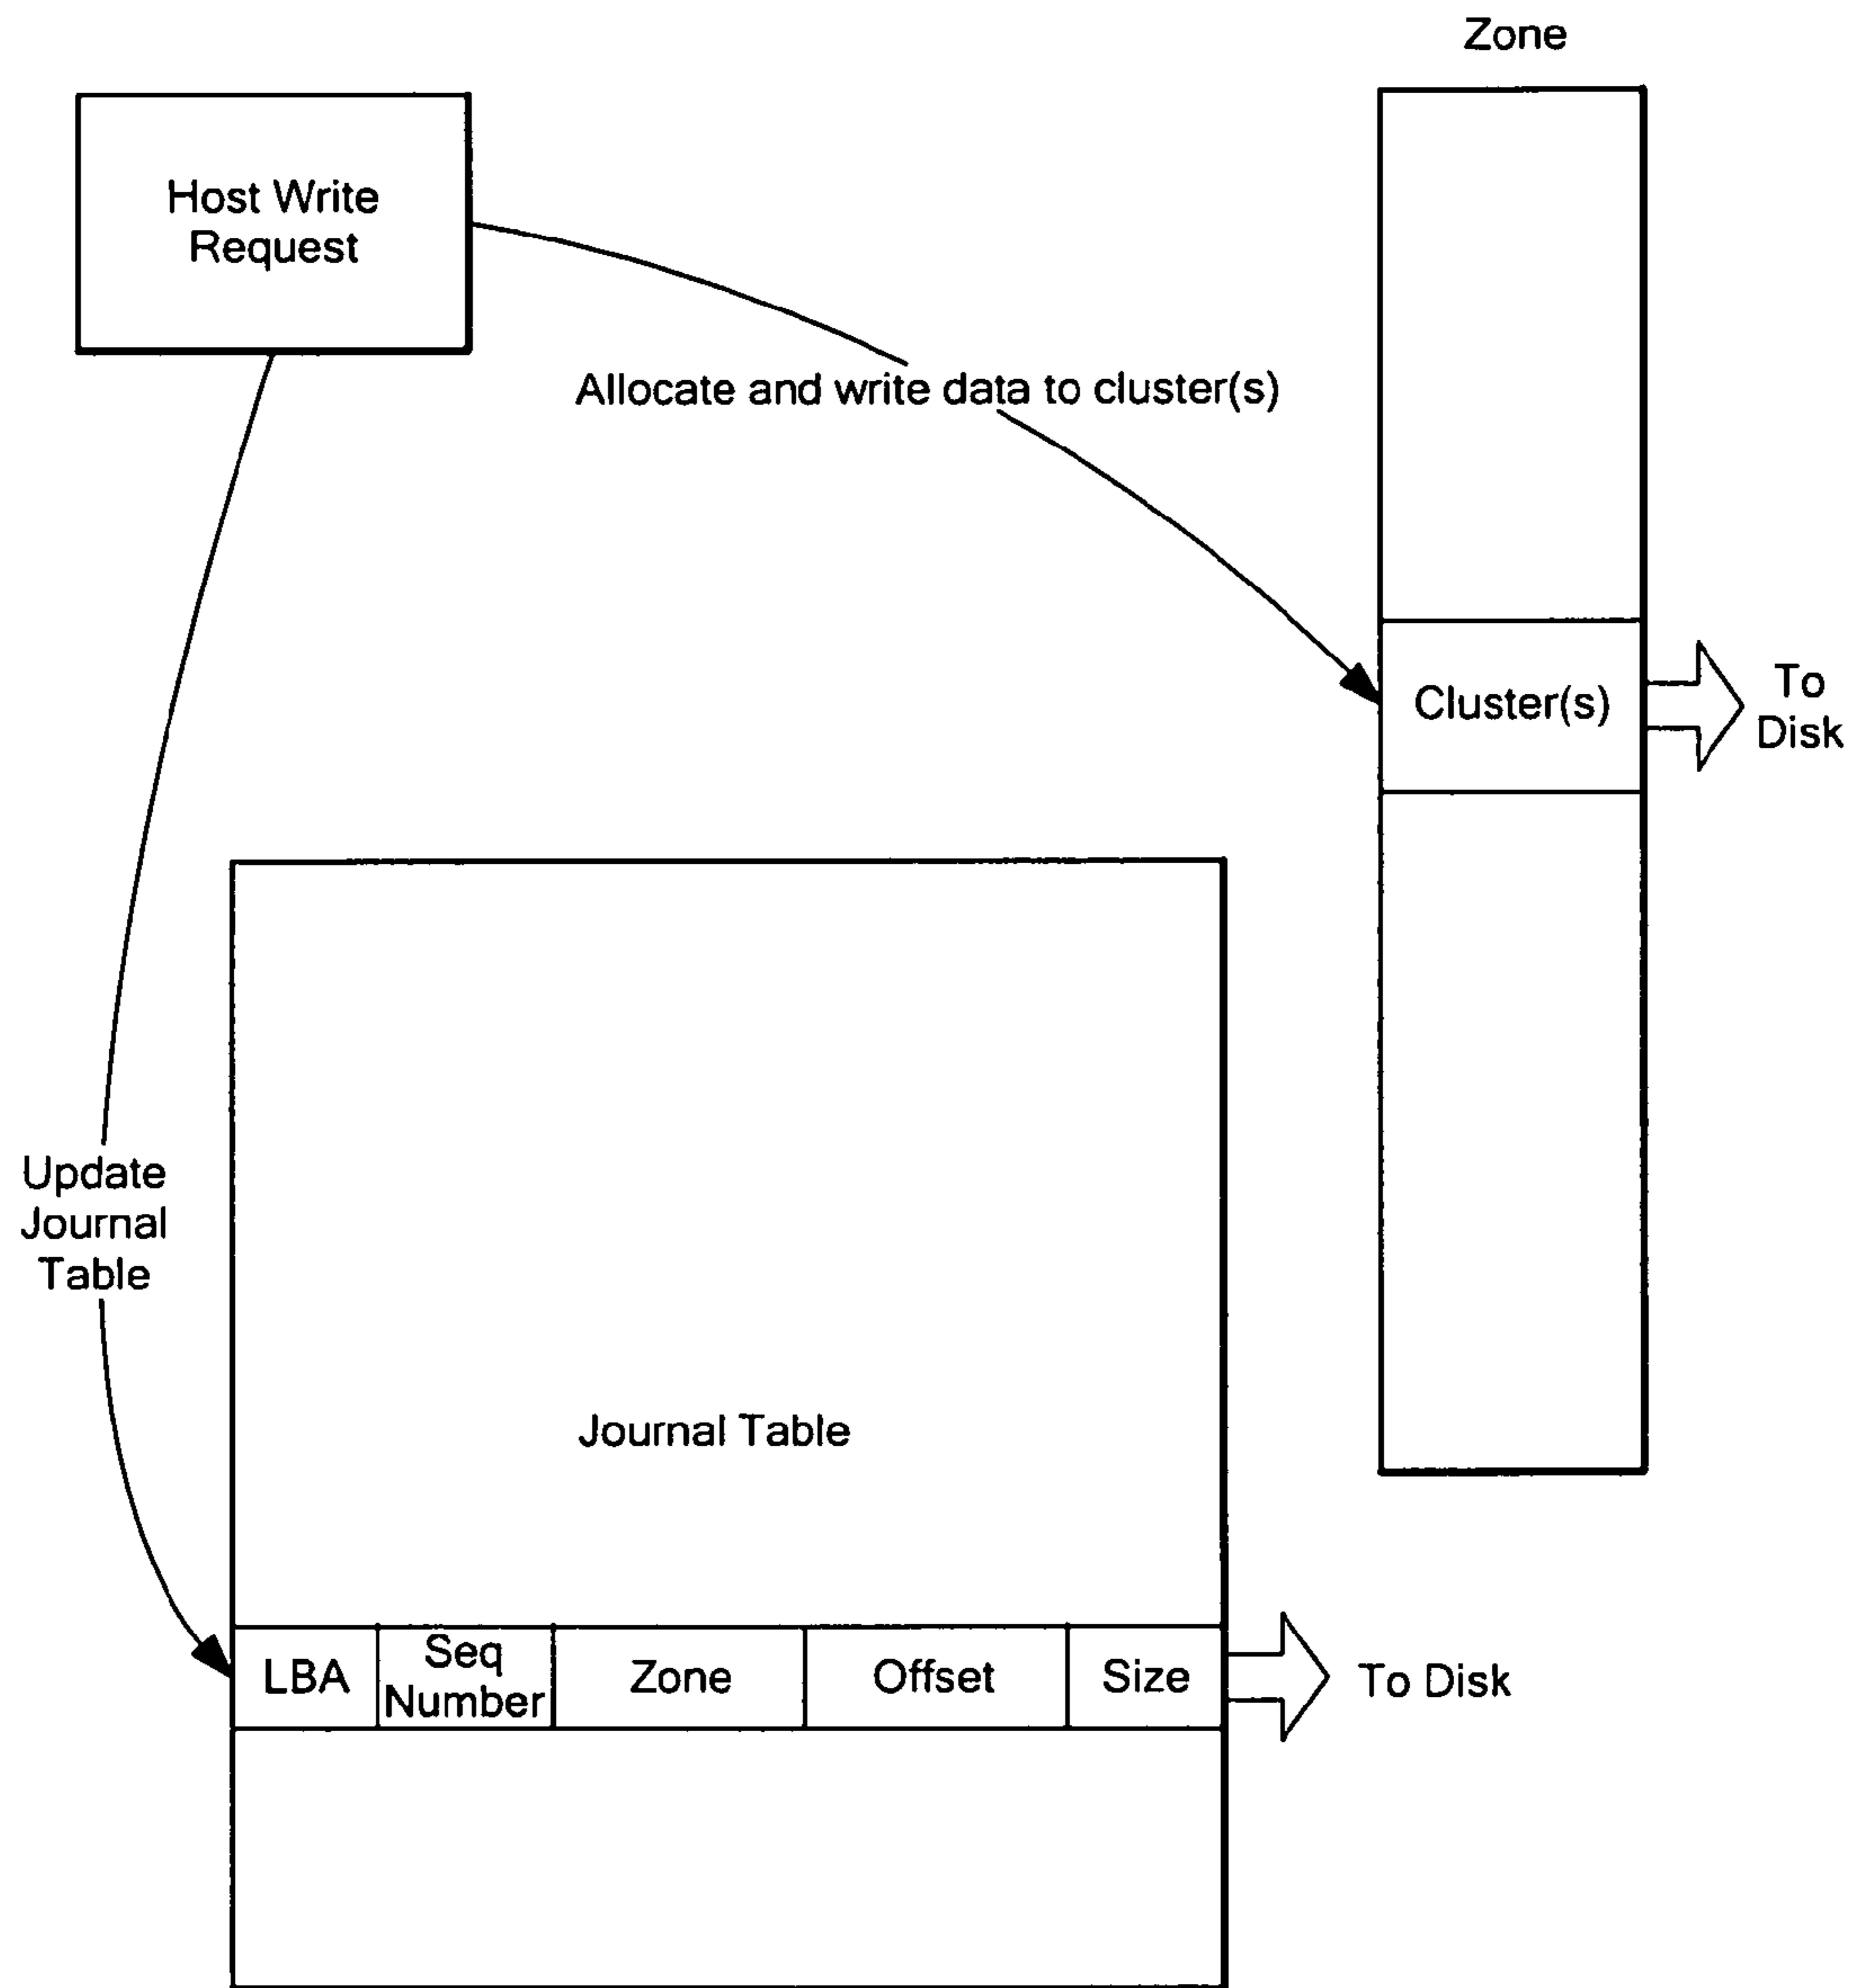 Zone
Host Write
Request
Allocate and write data to cluster(s)
Cluster(s)
To
Disk
Update
Journal
Table
Journal Table
LBA
Seq
Number
Zone
Offset
Size
To Disk